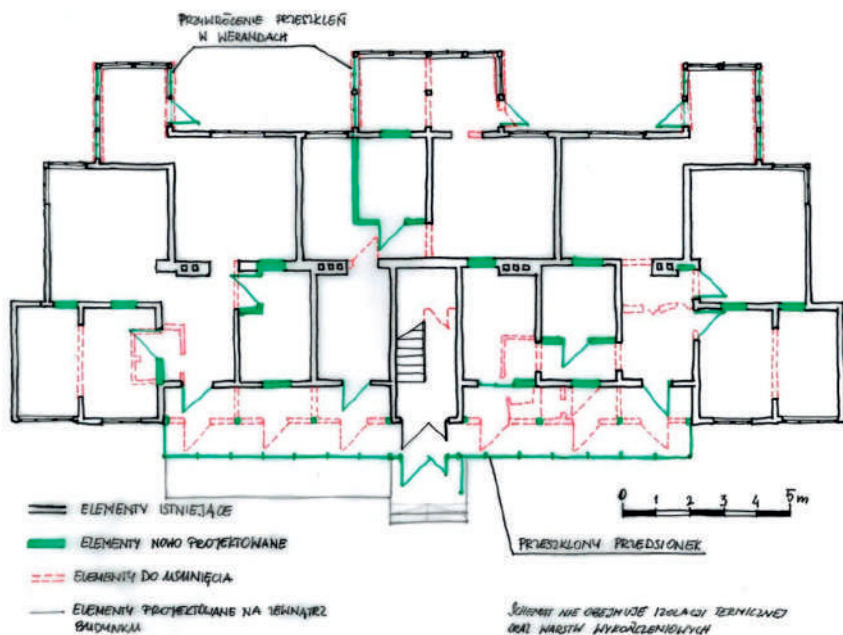 PRZYWRÓCENIE PRZESZKLEŃ
W WERANDACH
0 1 2 3 4 5 m
ELEMENTY ISTNIEJĄCE
ELEMENTY NOWO PROJEKTOWANE
PRZESZKLONY PRZEDSIONEK
ELEMENTY DO USUNIĘCIA
ELEMENTY PROJEKTOWANE NA ZEWNĄTRZ
BUDYNKU
SCHEMAT NIE OBEJMUJE IZOLACJI TERMICZNEJ
ORAZ WARSTW WYKOŃCZENIOWYCH